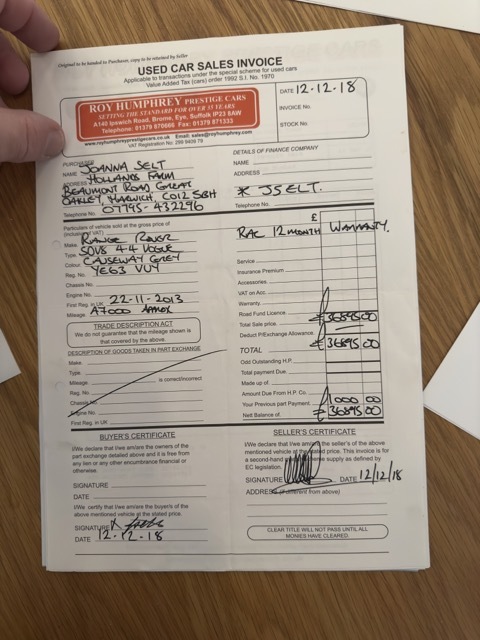 Original to be handed to Purchaser, copy to be retained by Seller
USED CAR SALES INVOICE
Applicable to transactions under the special scheme for used cars
Value Added Tax (cars) order 1992 S.I. No. 1970
ROY HUMPHREY PRESTIGE CARS
SETTING THE STANDARD FOR OVER 35 YEARS
A140 Ipswich Road, Brome, Eye, Suffolk IP23 8AW
Telephone: 01379 870666 Fax: 01379 871333
www.royhumphreyprestigecars.co.uk Email: sales@royhumphrey.com
VAT Registration No: 299 9406 79
DATE 12-12-18
INVOICE No.
STOCK No.
PURCHASER
NAME JOANNA SELT
ADDRESS HOLLANDS FARM
BEAUMONT ROAD, GREAT
OAKLEY, HARWICH, CO12 5BH
Telephone No. 07795-432296
DETAILS OF FINANCE COMPANY
NAME
ADDRESS
* JSELT.
Telephone No.
Particulars of vehicle sold at the gross price of
(inclusive of VAT)
Make RANGE ROVER
Type SDV8 4.4 VOGUE
Colour CAUSEWAY GREY
Reg. No. YE63 VUY
Chassis No.
Engine No.
First Reg. in UK 22-11-2013
Mileage 47000 APPROX
TRADE DESCRIPTION ACT
We do not guarantee that the mileage shown is
that covered by the above.
DESCRIPTION OF GOODS TAKEN IN PART EXCHANGE
Make
Type
Mileage is correct/incorrect
Reg. No.
Chassis No.
Engine No.
First Reg. in UK
£
RAC 12 MONTH WARRANTY.
Service
Insurance Premium
Accessories
VAT on Acc.
Warranty
Road Fund Licence
Total Sale price £36895 00
Deduct P/Exchange Allowance
TOTAL £36895 00
Odd Outstanding H.P.
Total payment Due
Made up of
Amount Due From H.P. Co.
Your Previous part Payment 1000 00
Nett Balance of £36895 00
BUYER'S CERTIFICATE
I/We declare that I/we am/are the owners of the
part exchange detailed above and it is free from
any lien or any other encumbrance financial or
otherwise.
SIGNATURE
DATE
I/We certify that I/we am/are the buyer's of the
above mentioned vehicle at the stated price.
SIGNATURE X
DATE 12.12.18
SELLER'S CERTIFICATE
I/We declare that I/we am/are the seller's of the above
mentioned vehicle at the stated price. This invoice is for
a second-hand supply as defined by
EC legislation.
SIGNATURE DATE 12/12/18
ADDRESS (if different from above)
CLEAR TITLE WILL NOT PASS UNTIL ALL
MONIES HAVE CLEARED.